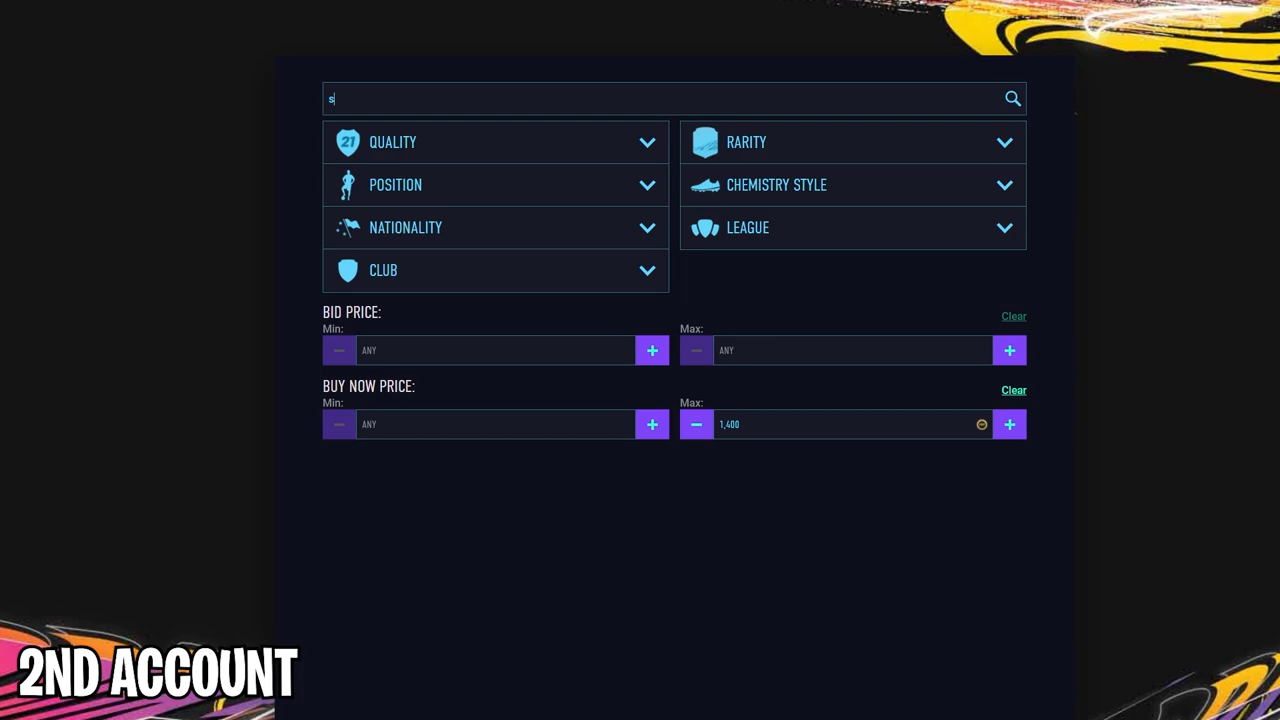 s
21 QUALITY
RARITY
POSITION
CHEMISTRY STYLE
NATIONALITY
LEAGUE
CLUB
BID PRICE:
Clear
Min:
Max:
ANY
ANY
BUY NOW PRICE:
Clear
Min:
Max:
ANY
1,400
2ND ACCOUNT